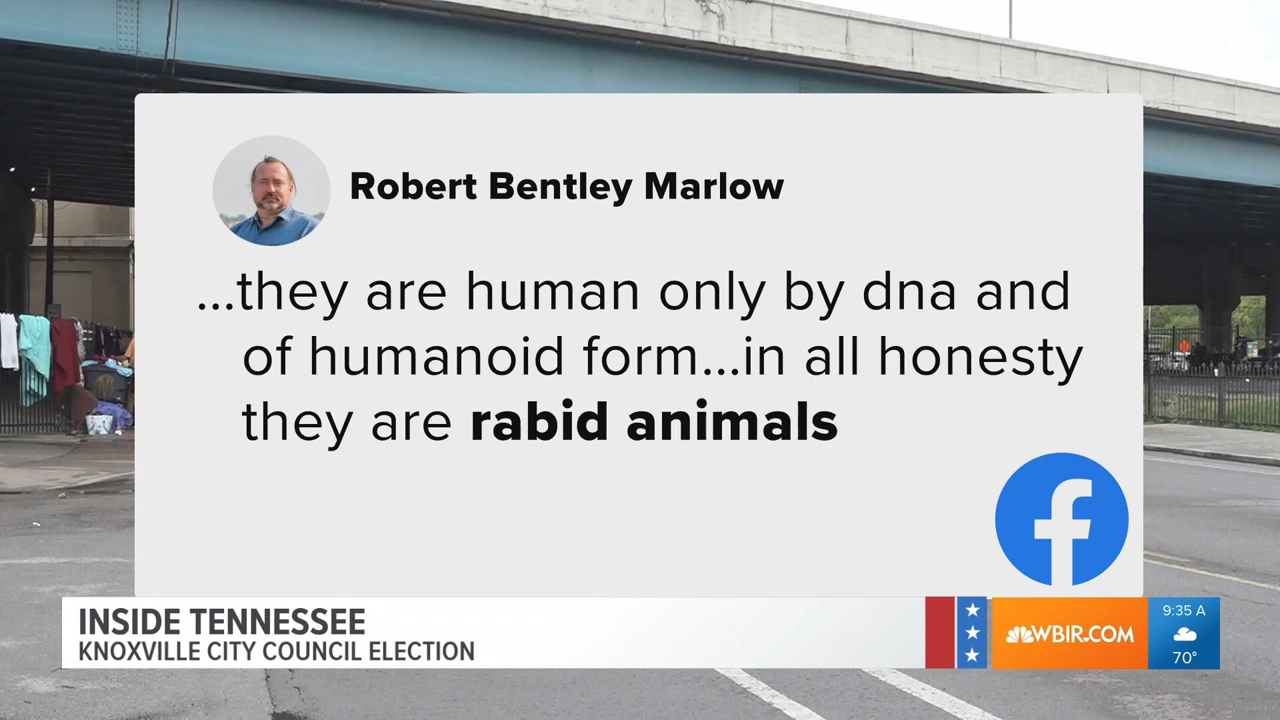 Robert Bentley Marlow
...they are human only by dna and
of humanoid form...in all honesty
they are rabid animals
INSIDE TENNESSEE
KNOXVILLE CITY COUNCIL ELECTION
WBIR.COM
9:35 A
70°